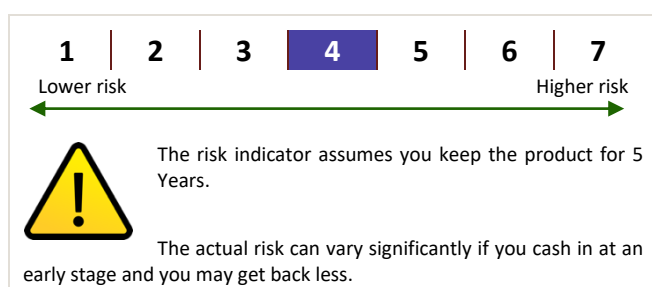 1 2 3 4 5 6 7
Lower risk Higher risk
!
The risk indicator assumes you keep the product for 5
Years.
The actual risk can vary significantly if you cash in at an
early stage and you may get back less.